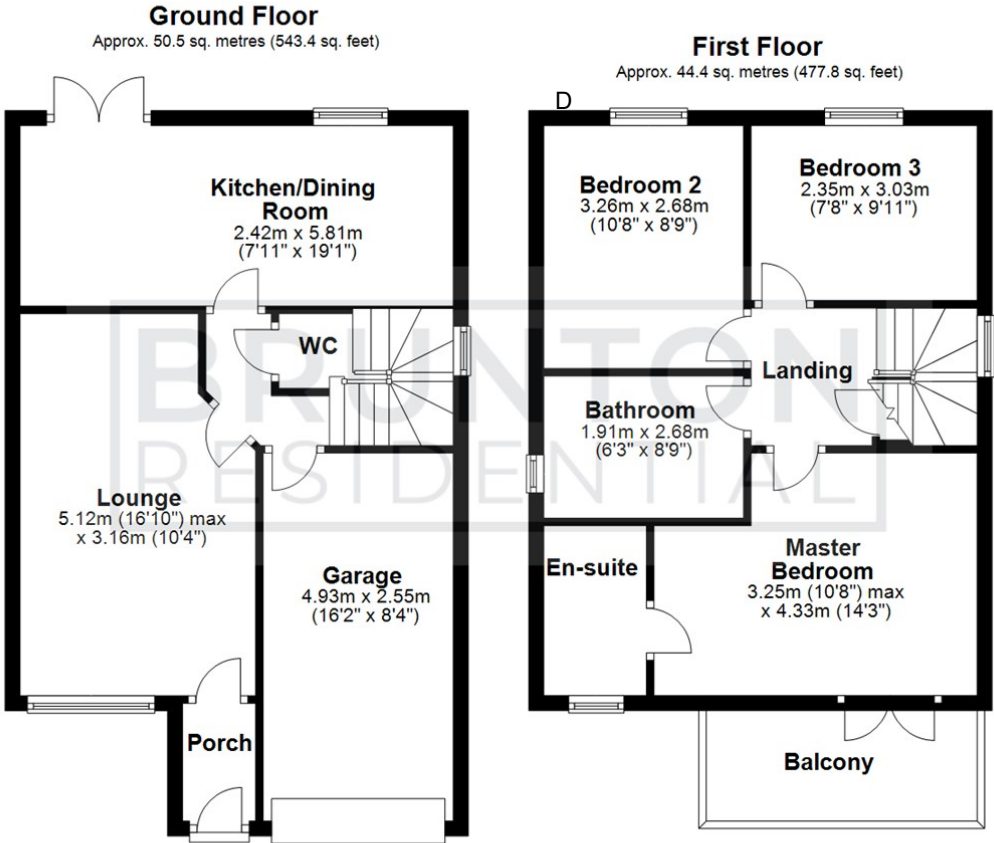 Ground Floor
Approx. 50.5 sq. metres (543.4 sq. feet)
Kitchen/Dining
Room
2.42m x 5.81m
(7'11" x 19'1")
WC
Lounge
5.12m (16'10") max
x 3.16m (10'4")
Garage
4.93m x 2.55m
(16'2" x 8'4")
Porch
First Floor
Approx. 44.4 sq. metres (477.8 sq. feet)
D
Bedroom 2
3.26m x 2.68m
(10'8" x 8'9")
Bedroom 3
2.35m x 3.03m
(7'8" x 9'11")
Landing
Bathroom
1.91m x 2.68m
(6'3" x 8'9")
En-suite
Master
Bedroom
3.25m (10'8") max
x 4.33m (14'3")
Balcony
BRUNTON
RESIDENTIAL